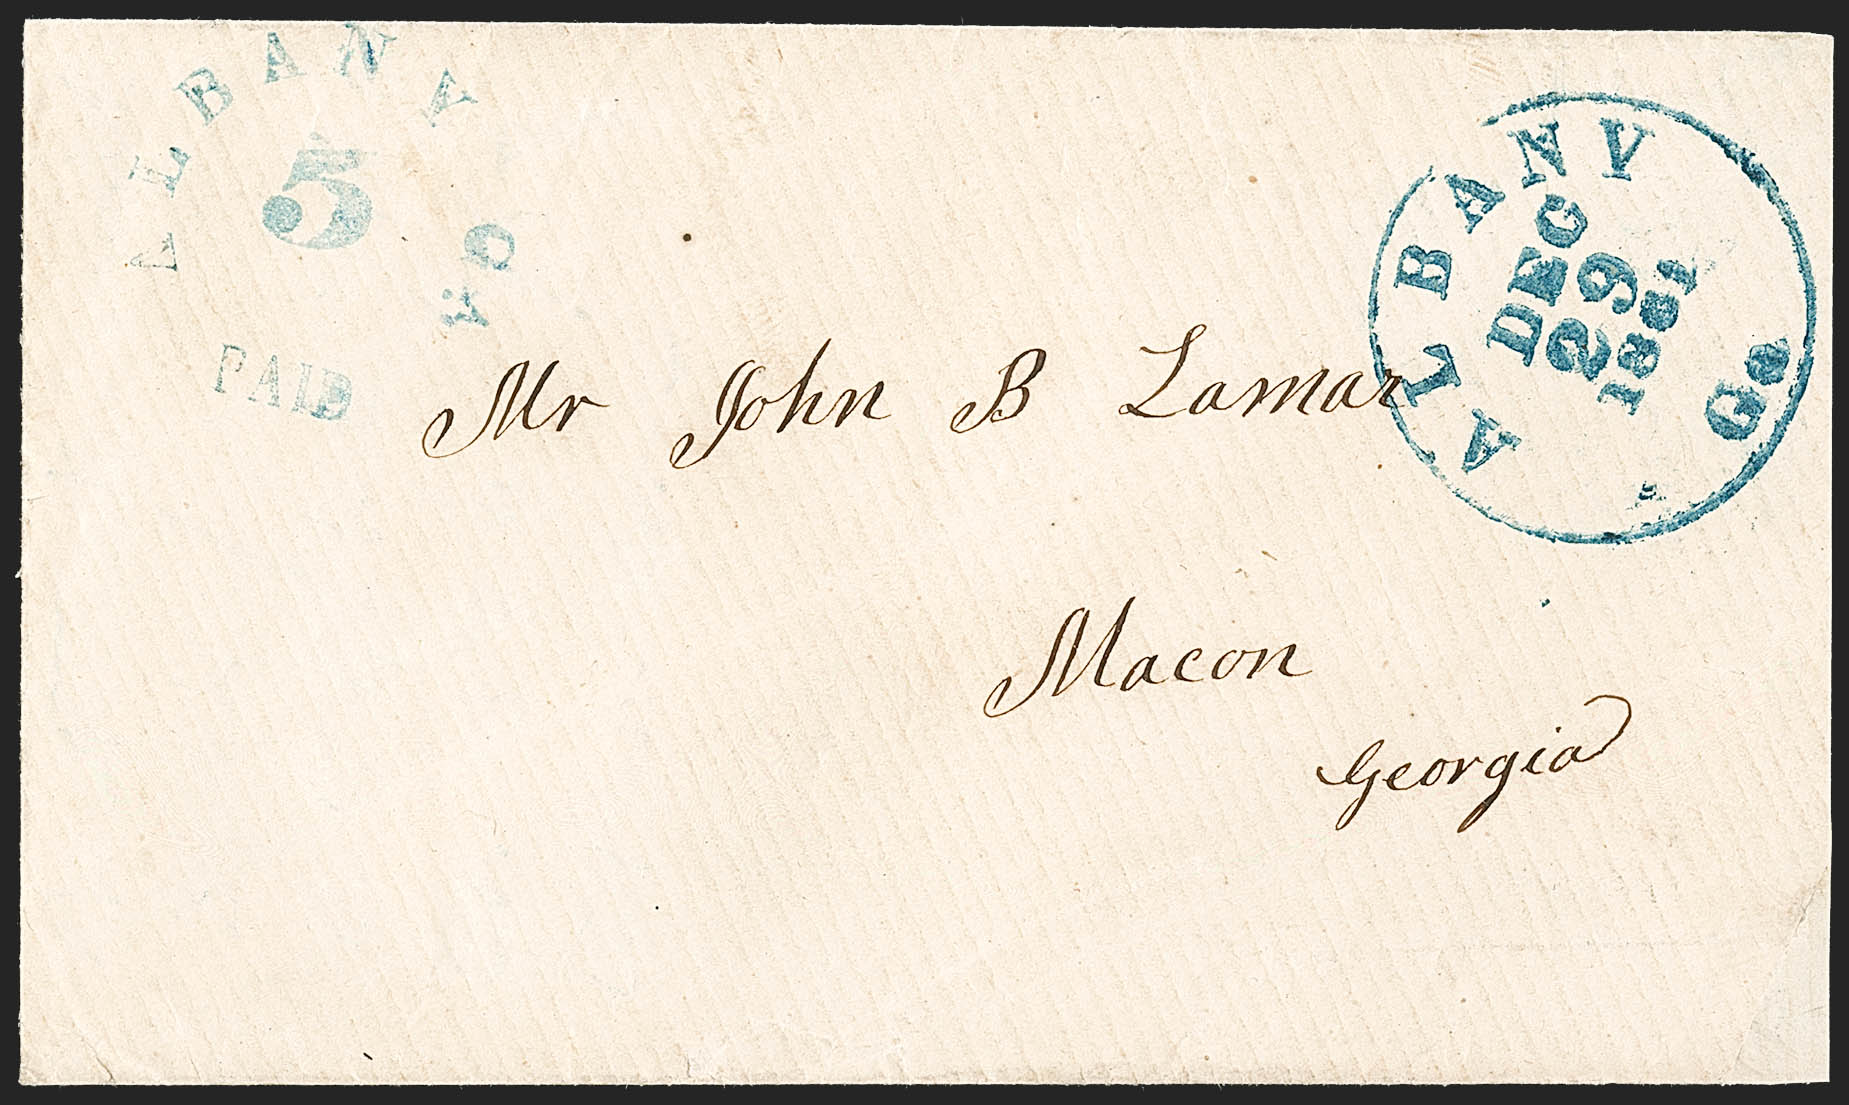 ALBANY Ga
5
PAID
ALBANY Ga
DEC
29
1861
Mr John B Lamar
Macon
Georgia